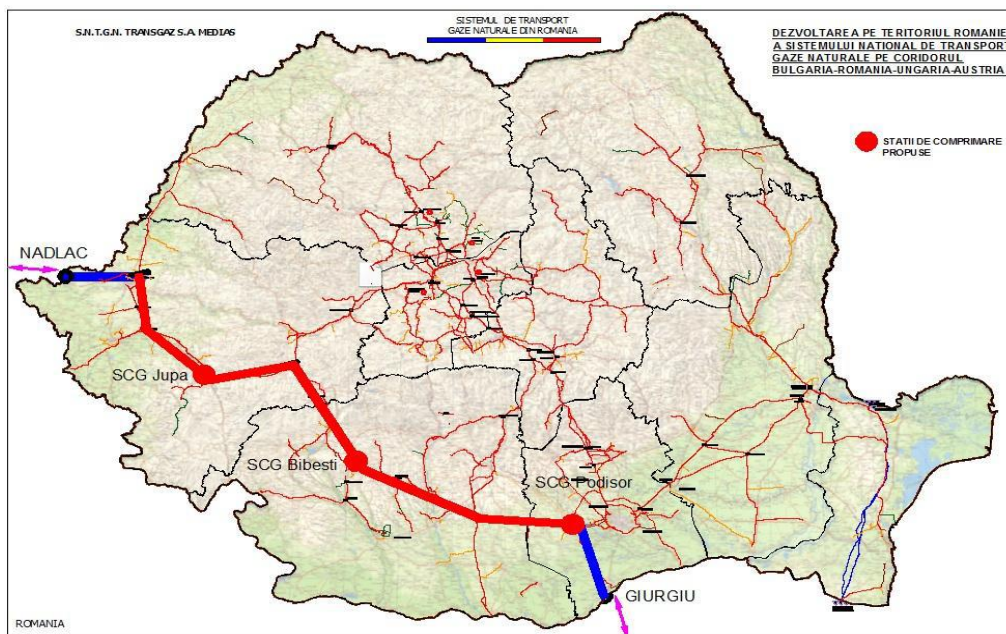 S.N.T.G.N. TRANSGAZ S.A. MEDIAS
SISTEMUL DE TRANSPORT
GAZE NATURALE DIN ROMANIA
DEZVOLTAREA PE TERITORIUL ROMANIEI
A SISTEMULUI NATIONAL DE TRANSPORT
GAZE NATURALE PE CORIDORUL
BULGARIA-ROMANIA-UNGARIA-AUSTRIA
STATII DE COMPRIMARE
PROPUSE
NADLAC
SCG Jupa
SCG Bibesti
SCG Podisor
GIURGIU
ROMANIA